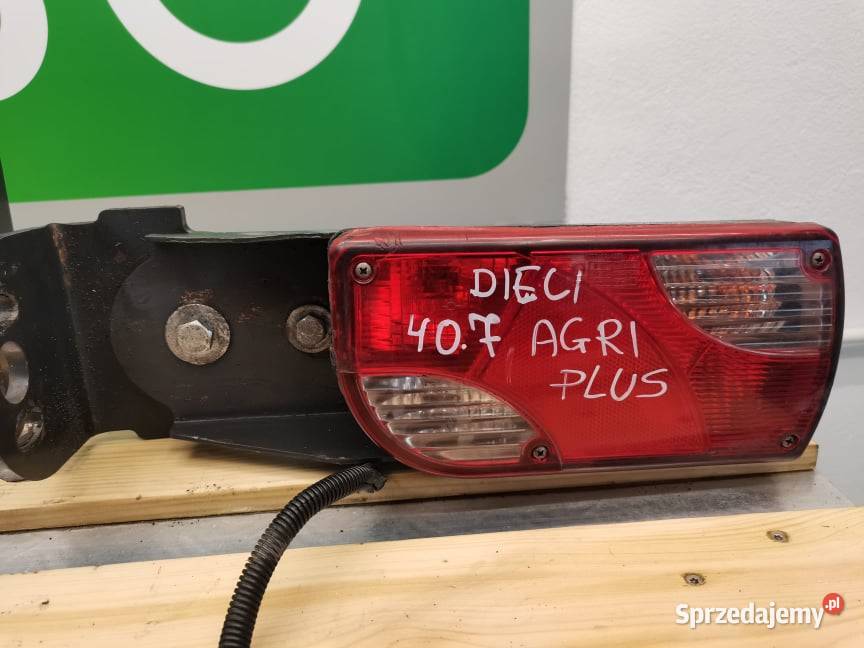 DIECI
40.7 AGRI
PLUS
Sprzedajemy.pl